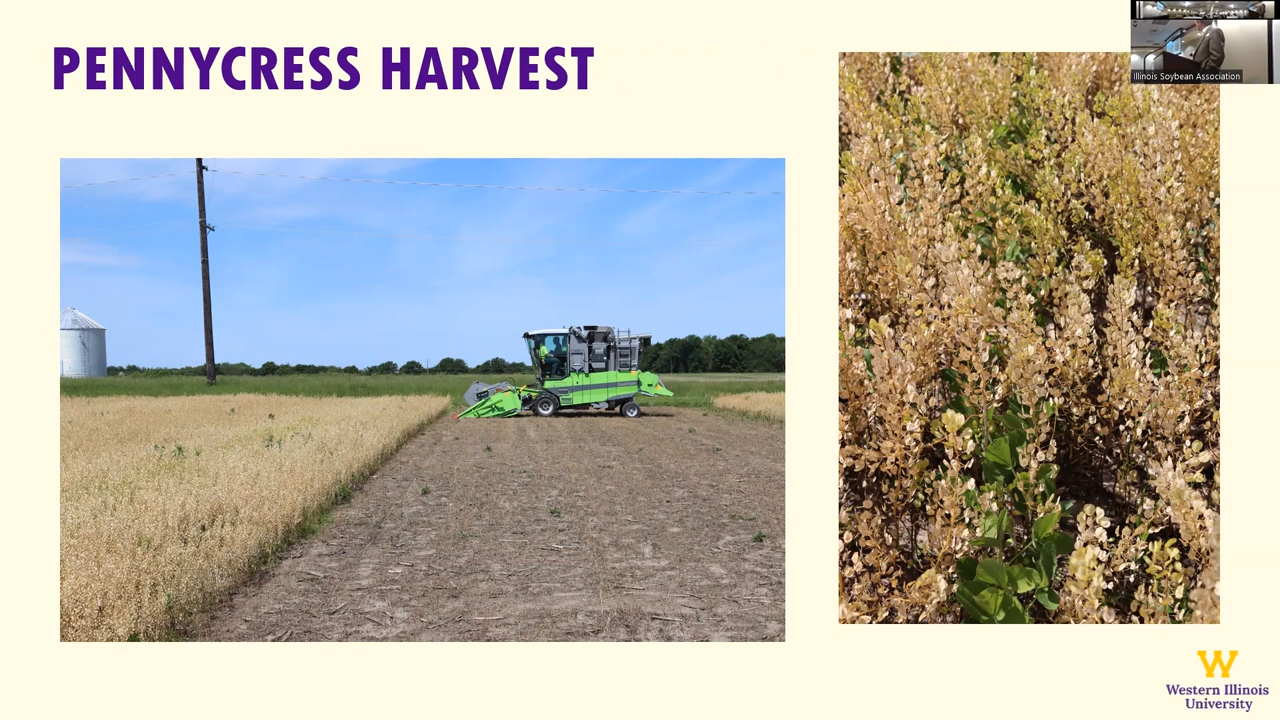 PENNYCRESS HARVEST
Illinois Soybean Association
Western Illinois
University